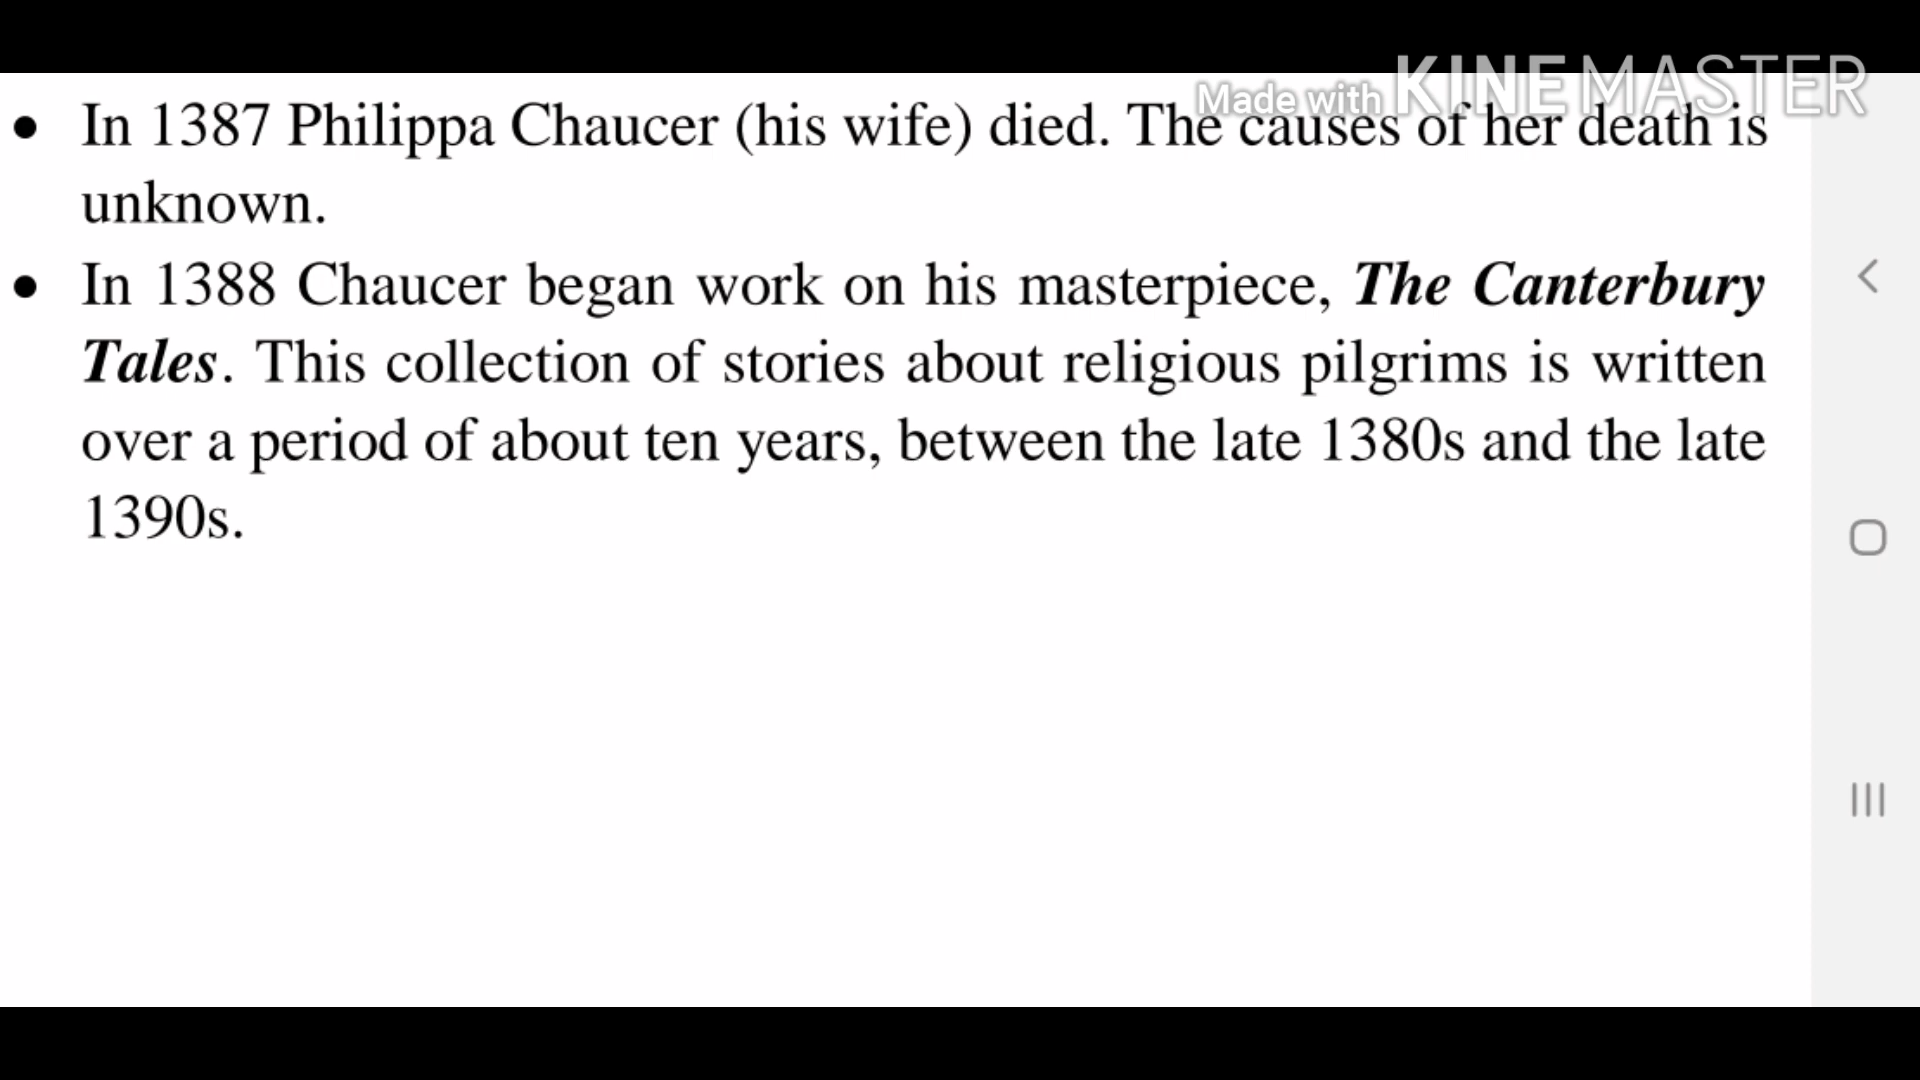 Made with KINEMASTER
• In 1387 Philippa Chaucer (his wife) died. The causes of her death is
unknown.
• In 1388 Chaucer began work on his masterpiece, The Canterbury
Tales. This collection of stories about religious pilgrims is written
over a period of about ten years, between the late 1380s and the late
1390s.